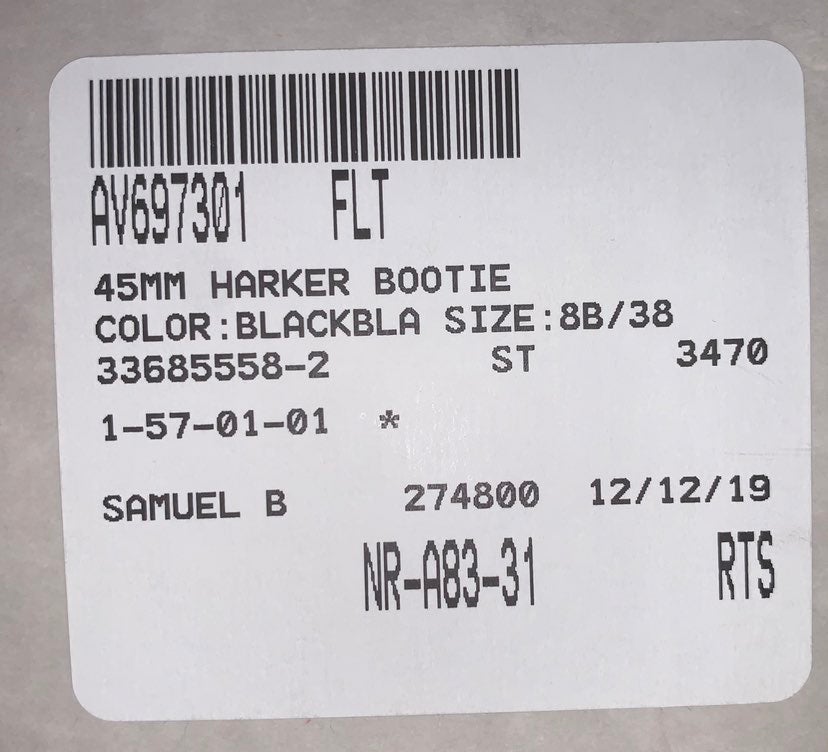 AV697301 FLT
45MM HARKER BOOTIE
COLOR:BLACKBLA SIZE:8B/38
33685558-2 ST 3470
1-57-01-01 *
SAMUEL B 274800 12/12/19
NR-A83-31 RTS